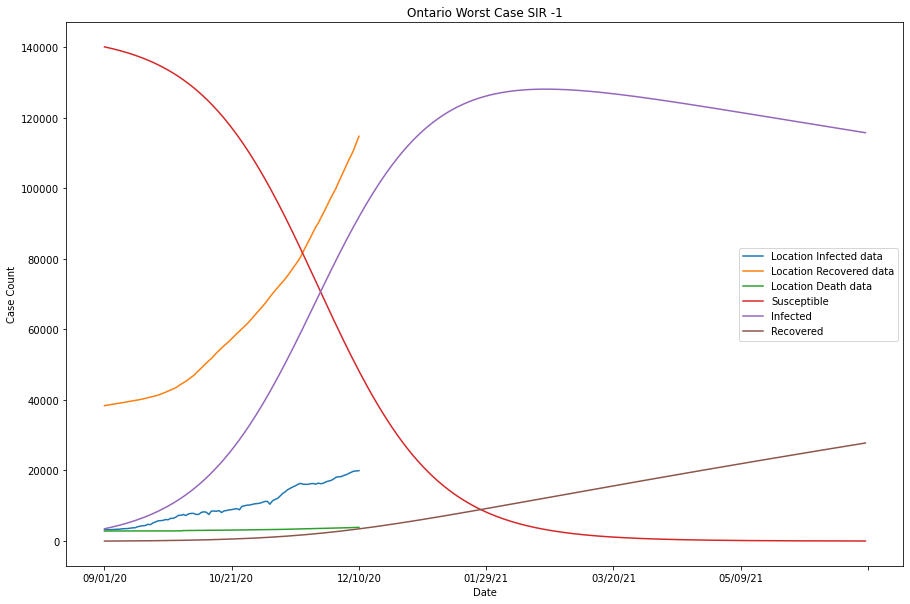 Ontario Worst Case SIR -1
Case Count
140000
120000
100000
80000
60000
40000
20000
0
Location Infected data
Location Recovered data
Location Death data
Susceptible
Infected
Recovered
09/01/20 10/21/20 12/10/20 01/29/21 03/20/21 05/09/21
Date